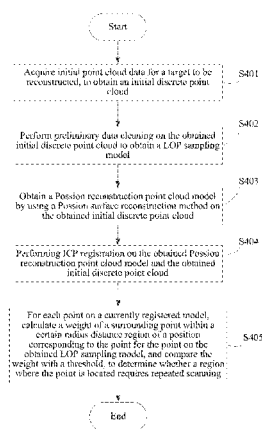 Start
Acquire initial point cloud data for a target to be
reconstructed, to obtain an initial discrete point
cloud
S401
Perform preliminary data cleaning on the obtained
initial discrete point cloud to obtain a LOP sampling
model
S402
Obtain a Possion reconstruction point cloud model
by using a Possion surface reconstruction method on
the obtained initial discrete point cloud
S403
Performing ICP registration on the obtained Possion
reconstruction point cloud model and the obtained
initial discrete point cloud
S404
For each point on a currently registered model,
calculate a weight of a surrounding point within a
certain radius distance region of a position
corresponding to the point for the point on the
obtained LOP sampling model, and compare the
weight with a threshold, to determine whether a region
where the point is located requires repeated scanning
S405
End